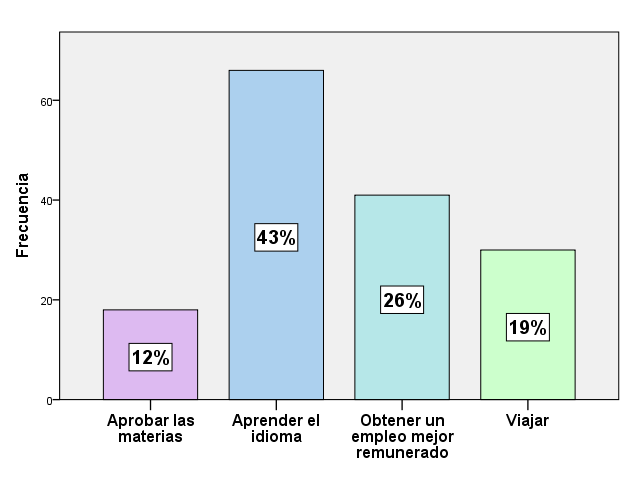 Frecuencia
60
40
20
0
43%
26%
19%
12%
Aprobar las
materias
Aprender el
idioma
Obtener un
empleo mejor
remunerado
Viajar